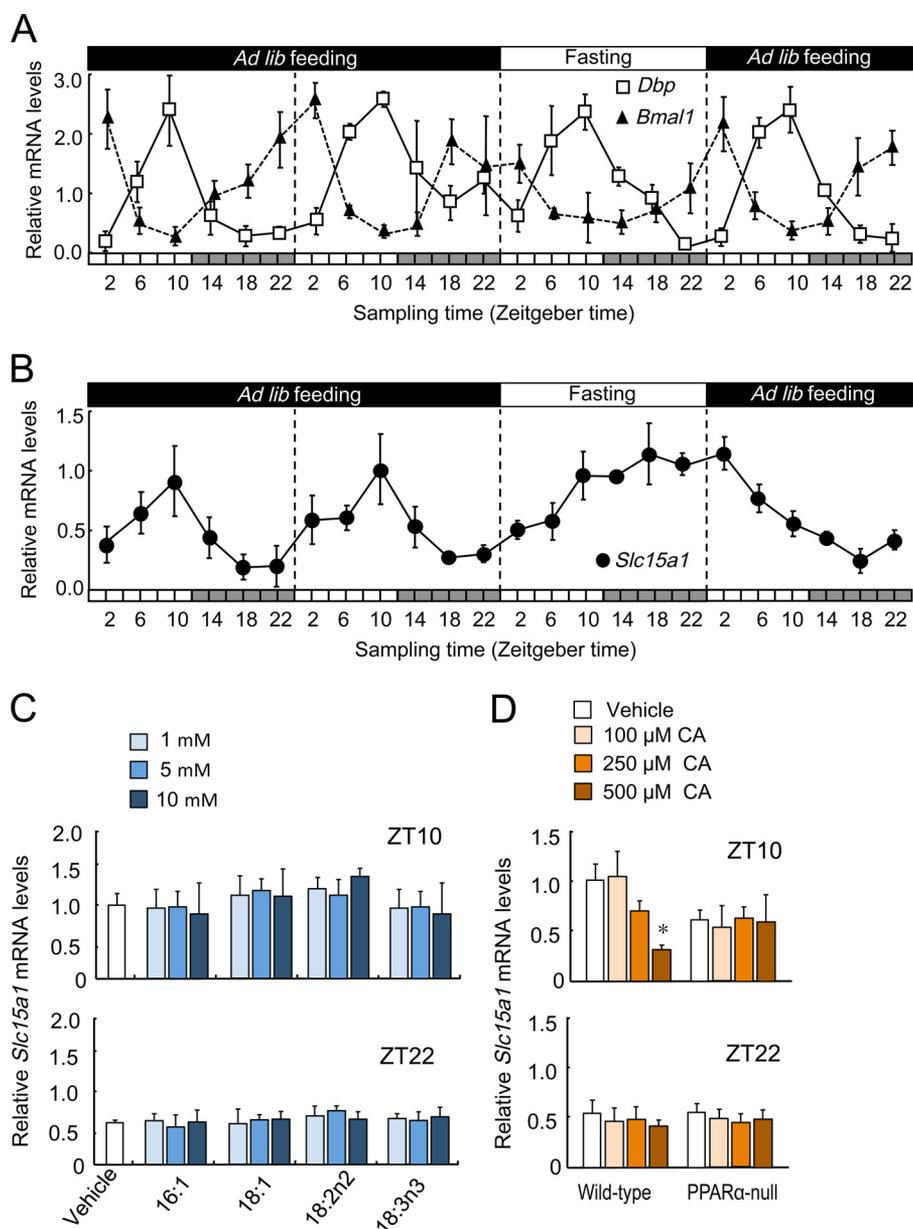 A
Ad lib feeding Fasting Ad lib feeding
Relative mRNA levels
3.0
2.0
1.0
0.0
Dbp
Bmal1
2 6 10 14 18 22 2 6 10 14 18 22 2 6 10 14 18 22 2 6 10 14 18 22
Sampling time (Zeitgeber time)
B
Ad lib feeding Fasting Ad lib feeding
Relative mRNA levels
1.5
1.0
0.5
0.0
Slc15a1
2 6 10 14 18 22 2 6 10 14 18 22 2 6 10 14 18 22 2 6 10 14 18 22
Sampling time (Zeitgeber time)
C
1 mM
5 mM
10 mM
Relative Slc15a1 mRNA levels
ZT10
2.0
1.5
1.0
0.5
0
ZT22
2.0
1.5
1.0
0.5
0
Vehicle 16:1 18:1 18:2n2 18:3n3
D
Vehicle
100 µM CA
250 µM CA
500 µM CA
Relative Slc15a1 mRNA levels
ZT10
1.5
1.0
0.5
0
*
ZT22
1.5
1.0
0.5
0
Wild-type PPARα-null